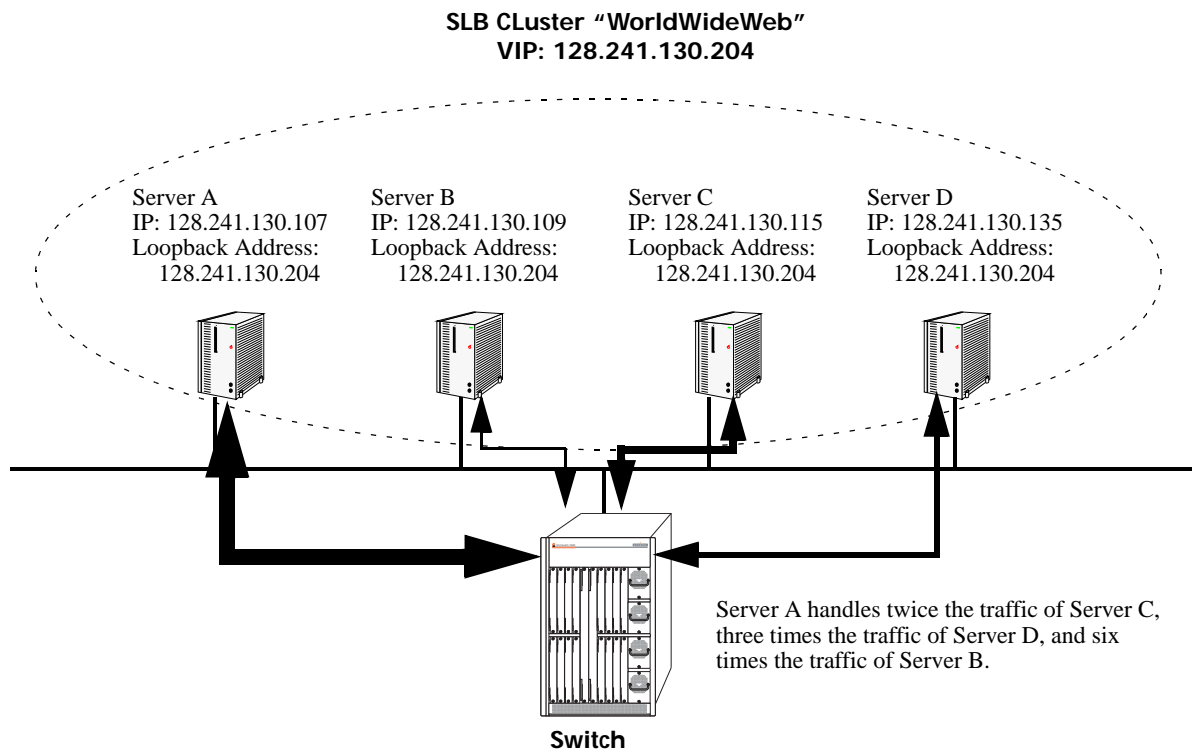 SLB CLuster “WorldWideWeb”
VIP: 128.241.130.204
Server A
IP: 128.241.130.107
Loopback Address:
128.241.130.204
Server B
IP: 128.241.130.109
Loopback Address:
128.241.130.204
Server C
IP: 128.241.130.115
Loopback Address:
128.241.130.204
Server D
IP: 128.241.130.135
Loopback Address:
128.241.130.204
Server A handles twice the traffic of Server C,
three times the traffic of Server D, and six
times the traffic of Server B.
Switch